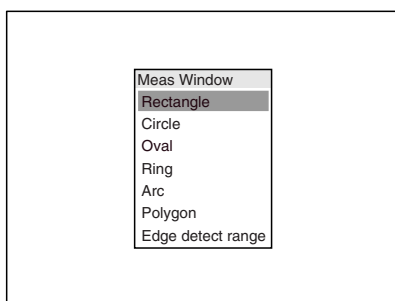 Meas Window
Rectangle
Circle
Oval
Ring
Arc
Polygon
Edge detect range